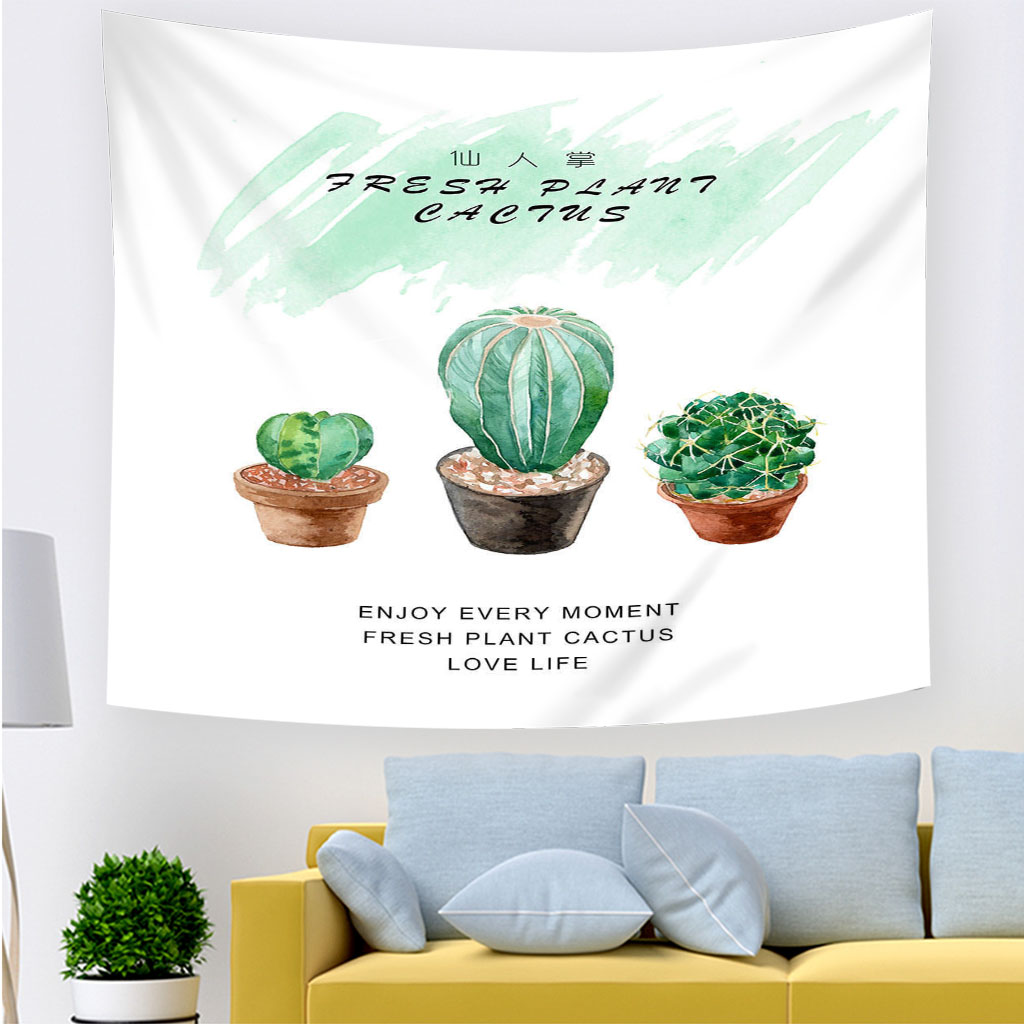 仙人掌
FRESH PLANT
CACTUS
ENJOY EVERY MOMENT
FRESH PLANT CACTUS
LOVE LIFE